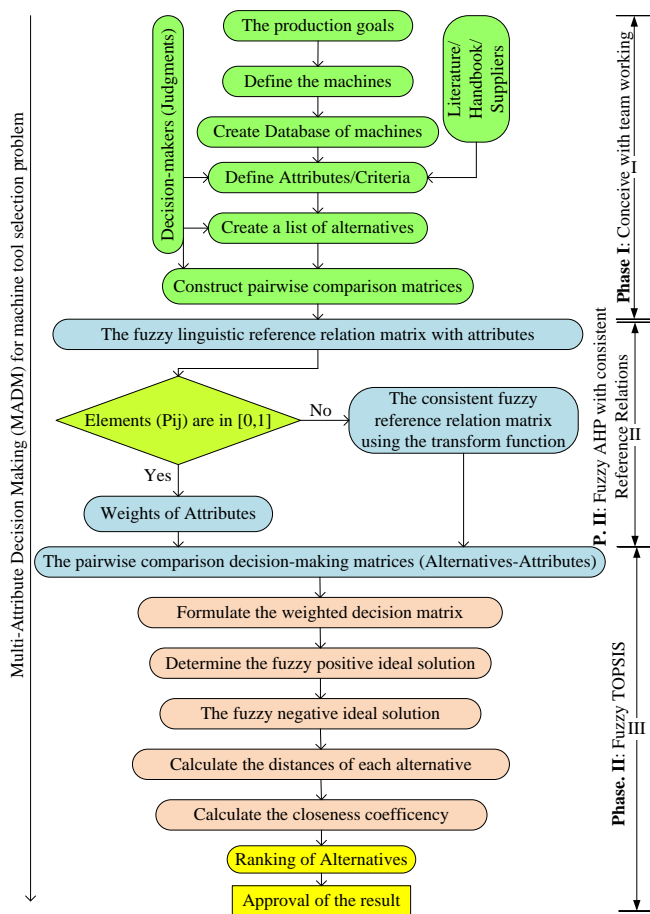 Multi-Attribute Decision Making (MADM) for machine tool selection problem
The production goals
Define the machines
Create Database of machines
Define Attributes/Criteria
Create a list of alternatives
Construct pairwise comparison matrices
Decision-makers (Judgments)
Literature/
Handbook/
Suppliers
Phase I: Conceive with team working
I
The fuzzy linguistic reference relation matrix with attributes
Elements (Pij) are in [0,1]
No
The consistent fuzzy
reference relation matrix
using the transform function
Yes
Weights of Attributes
P. II: Fuzzy AHP with consistent
Reference Relations
II
The pairwise comparison decision-making matrices (Alternatives-Attributes)
Formulate the weighted decision matrix
Determine the fuzzy positive ideal solution
The fuzzy negative ideal solution
Calculate the distances of each alternative
Calculate the closeness coefficency
Ranking of Alternatives
Approval of the result
Phase. II: Fuzzy TOPSIS
III